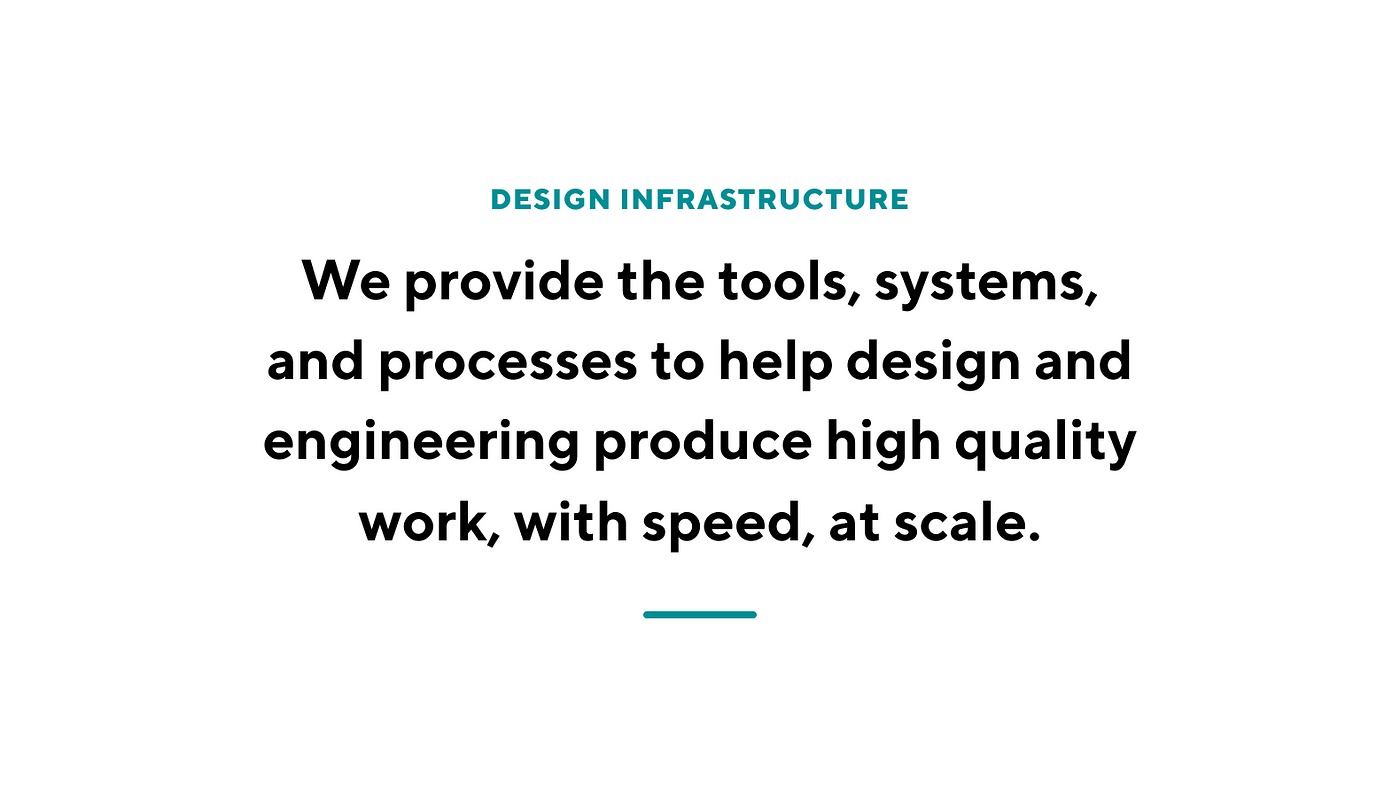 DESIGN INFRASTRUCTURE
We provide the tools, systems,
and processes to help design and
engineering produce high quality
work, with speed, at scale.